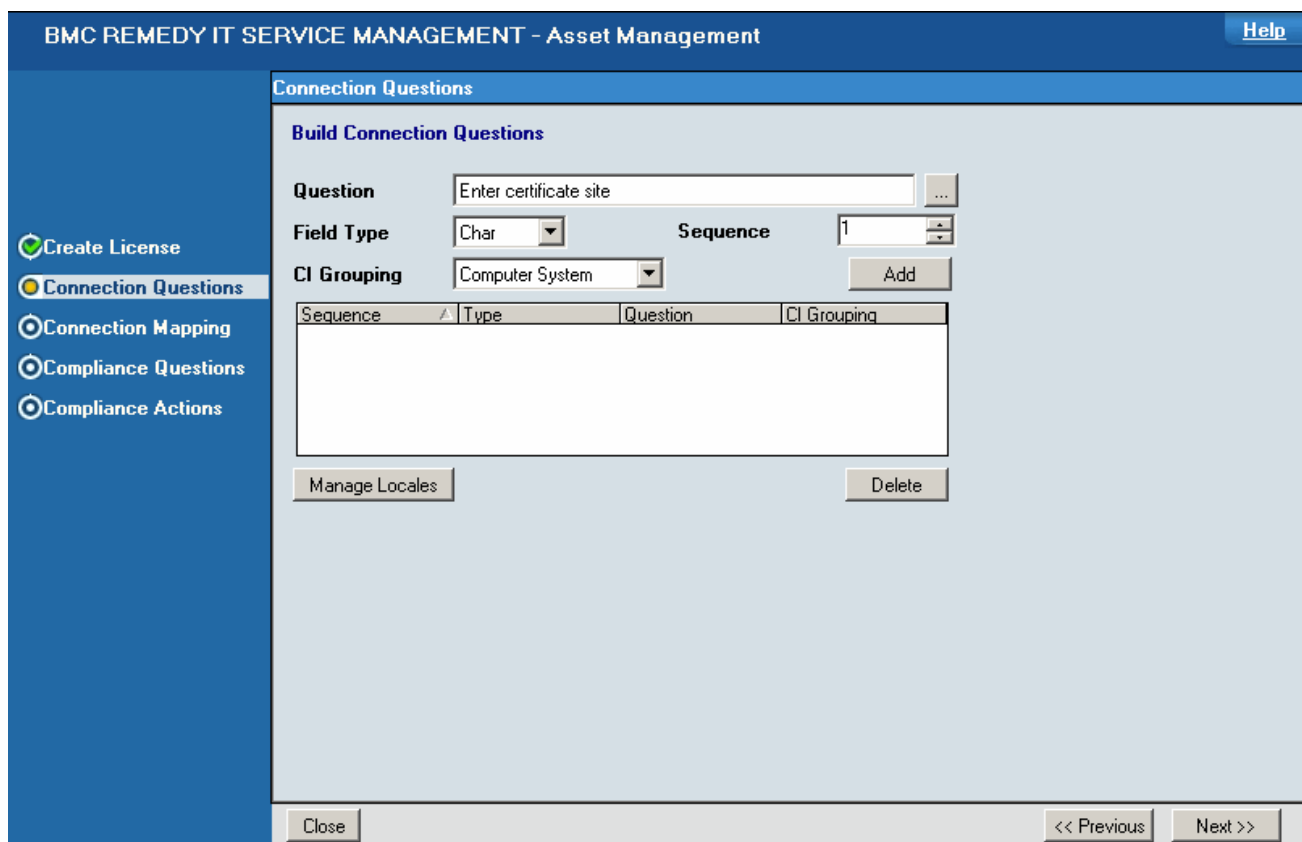 BMC REMEDY IT SERVICE MANAGEMENT - Asset Management
Help
Create License
Connection Questions
Connection Mapping
Compliance Questions
Compliance Actions
Connection Questions
Build Connection Questions
Question Enter certificate site ...
Field Type Char Sequence 1
CI Grouping Computer System Add
Sequence Type Question CI Grouping
Manage Locales Delete
Close << Previous Next >>